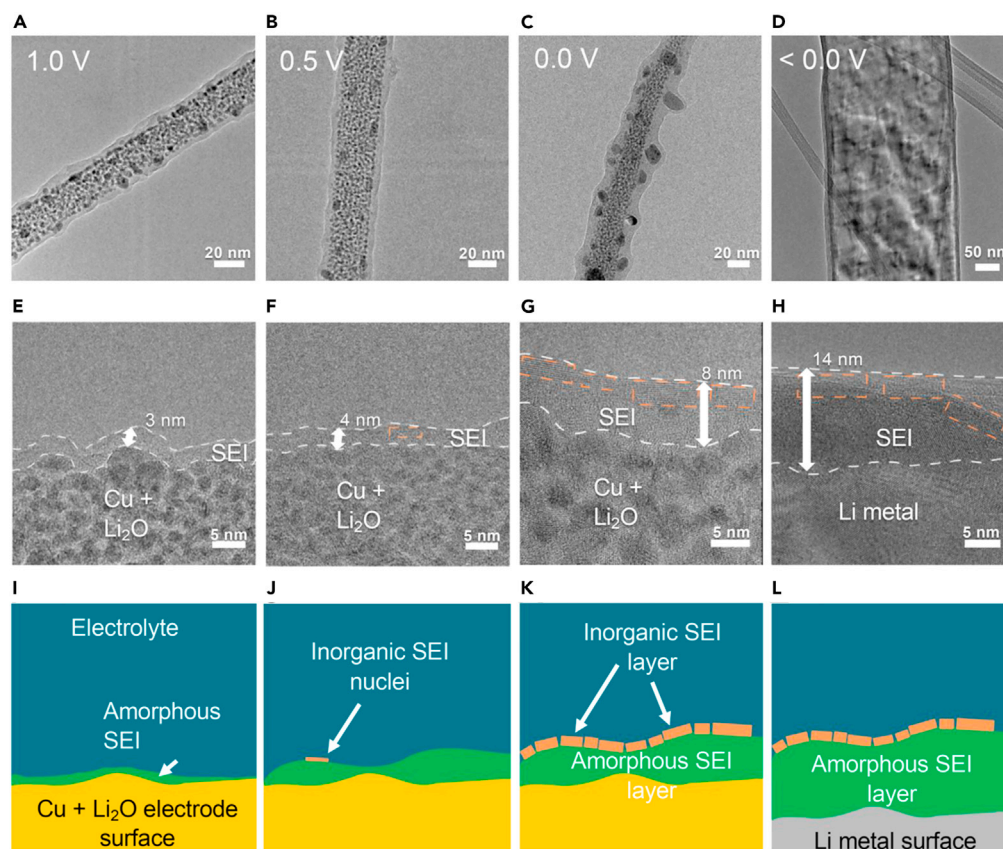 A
B
C
D
1.0 V
0.5 V
0.0 V
< 0.0 V
20 nm
20 nm
20 nm
50 nm
E
F
G
H
3 nm
SEI
Cu +
Li₂O
5 nm
4 nm
SEI
Cu +
Li₂O
5 nm
8 nm
SEI
Cu +
Li₂O
5 nm
14 nm
SEI
Li metal
5 nm
I
J
K
L
Electrolyte
Amorphous
SEI
Cu + Li₂O electrode
surface
Inorganic SEI
nuclei
Inorganic SEI
layer
Amorphous SEI
layer
Amorphous SEI
layer
Li metal surface